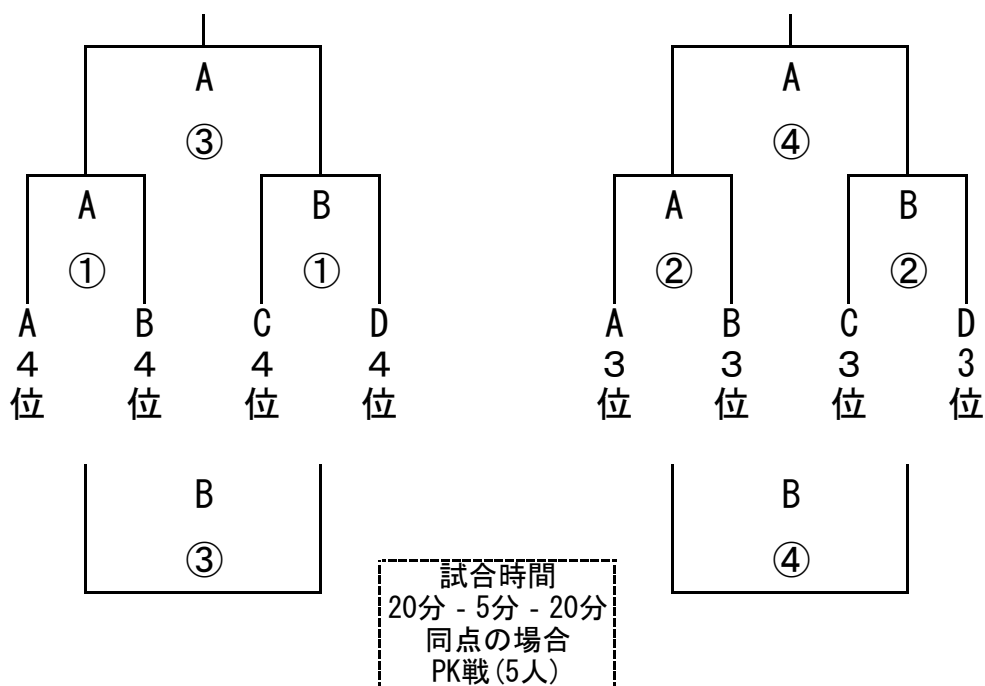 A A
③ ④
A B A B
① ① ② ②
A B C D A B C D
4 4 4 4 3 3 3 3
位 位 位 位 位 位 位 位
B B
③ ④
試合時間
20分 - 5分 - 20分
同点の場合
PK戦(5人)